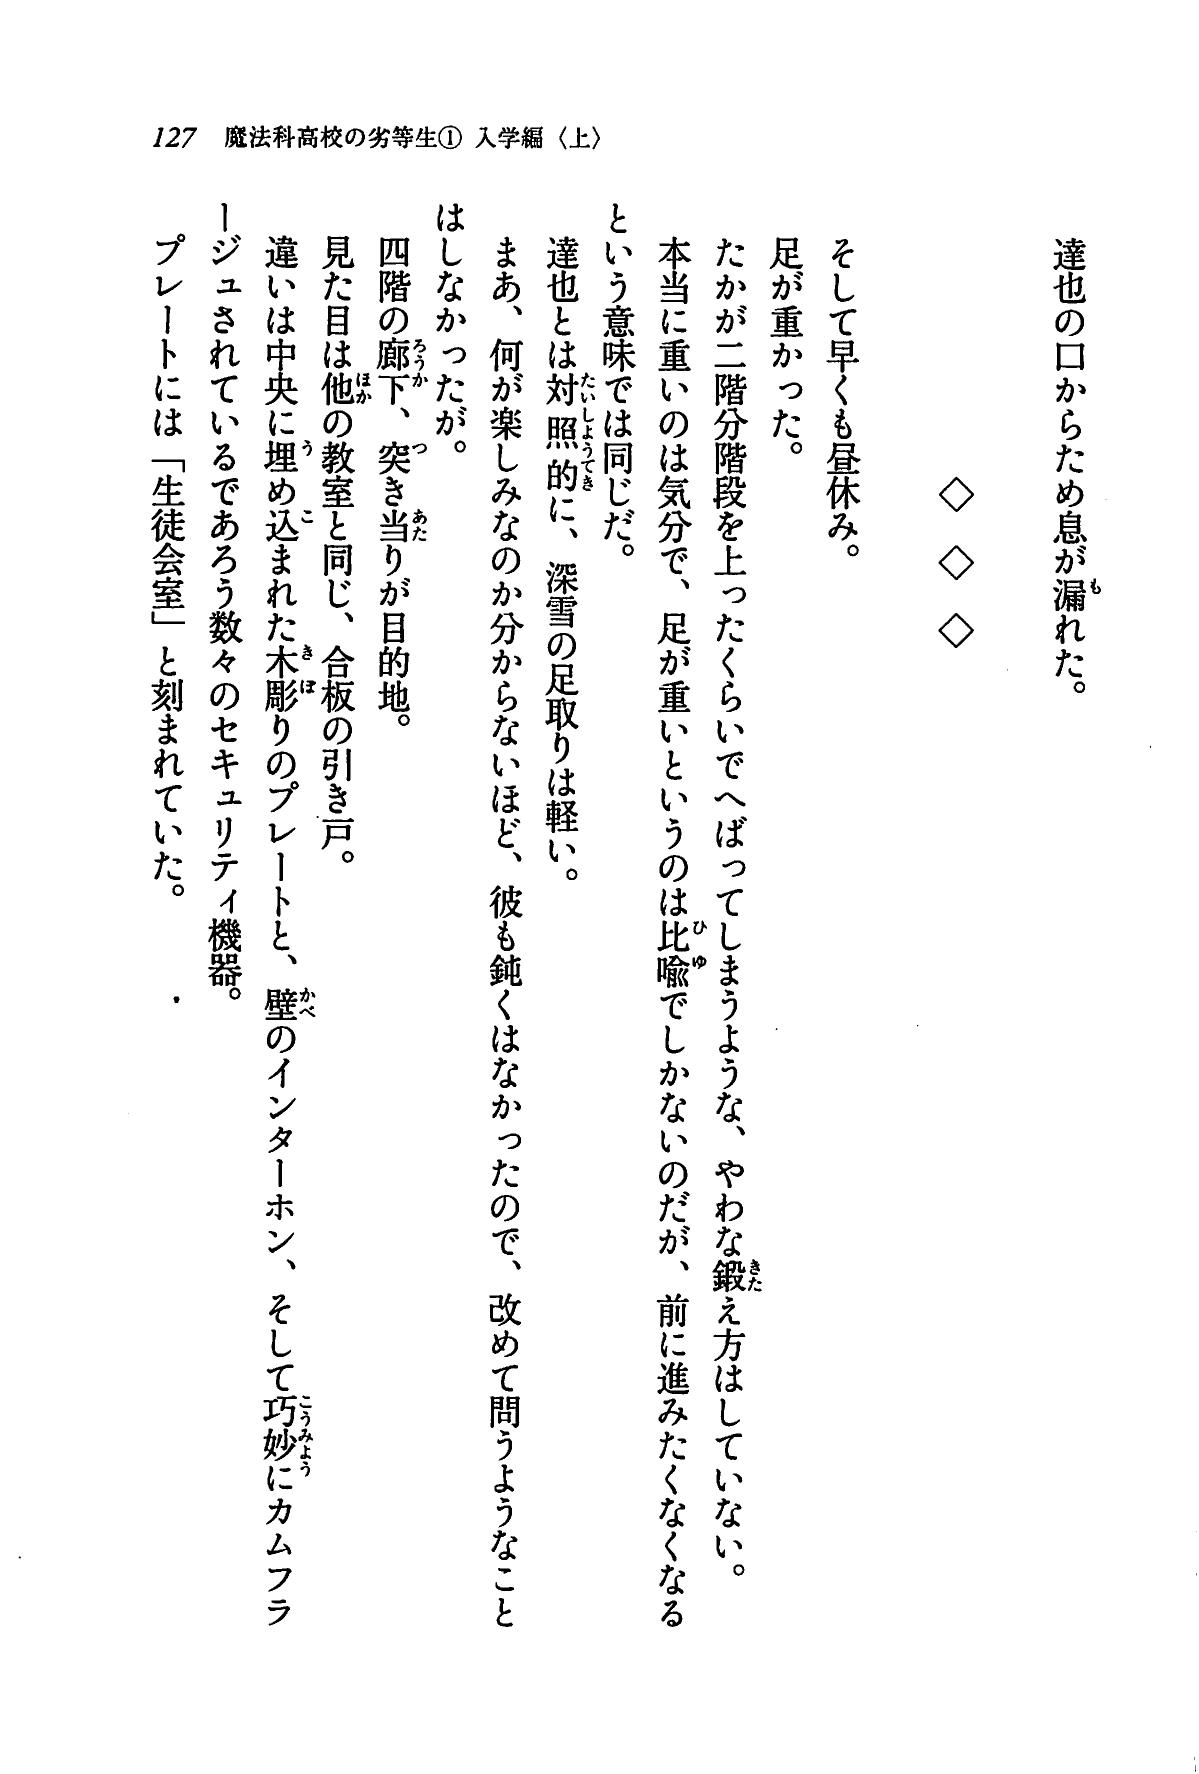 127 魔法科高校の劣等生① 入学編〈上〉
達也の口からため息が漏れた。
◇ ◇ ◇
そして早くも昼休み。
足が重かった。
たかが二階分階段を上ったくらいでへばってしまうような、やわな鍛え方はしていない。
本当に重いのは気分で、足が重いというのは比喩でしかないのだが、前に進みたくなくなる
という意味では同じだ。
達也とは対照的に、深雪の足取りは軽い。
まあ、何が楽しみなのか分からないほど、彼も鈍くはなかったので、改めて問うようなこと
はしなかったが。
四階の廊下、突き当りが目的地。
見た目は他の教室と同じ、合板の引き戸。
違いは中央に埋め込まれた木彫りのプレートと、壁のインターホン、そして巧妙にカムフラ
ージュされているであろう数々のセキュリティ機器。
プレートには「生徒会室」と刻まれていた。